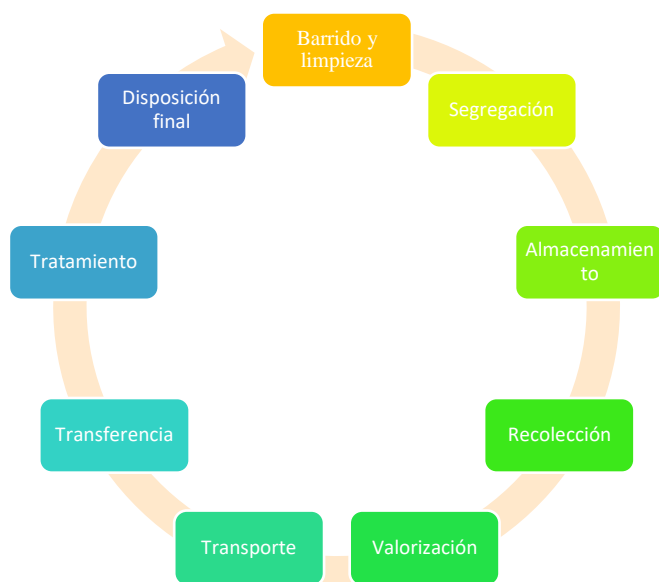 Barrido y
limpieza
Segregación
Almacenamien
to
Recolección
Valorización
Transporte
Transferencia
Tratamiento
Disposición
final